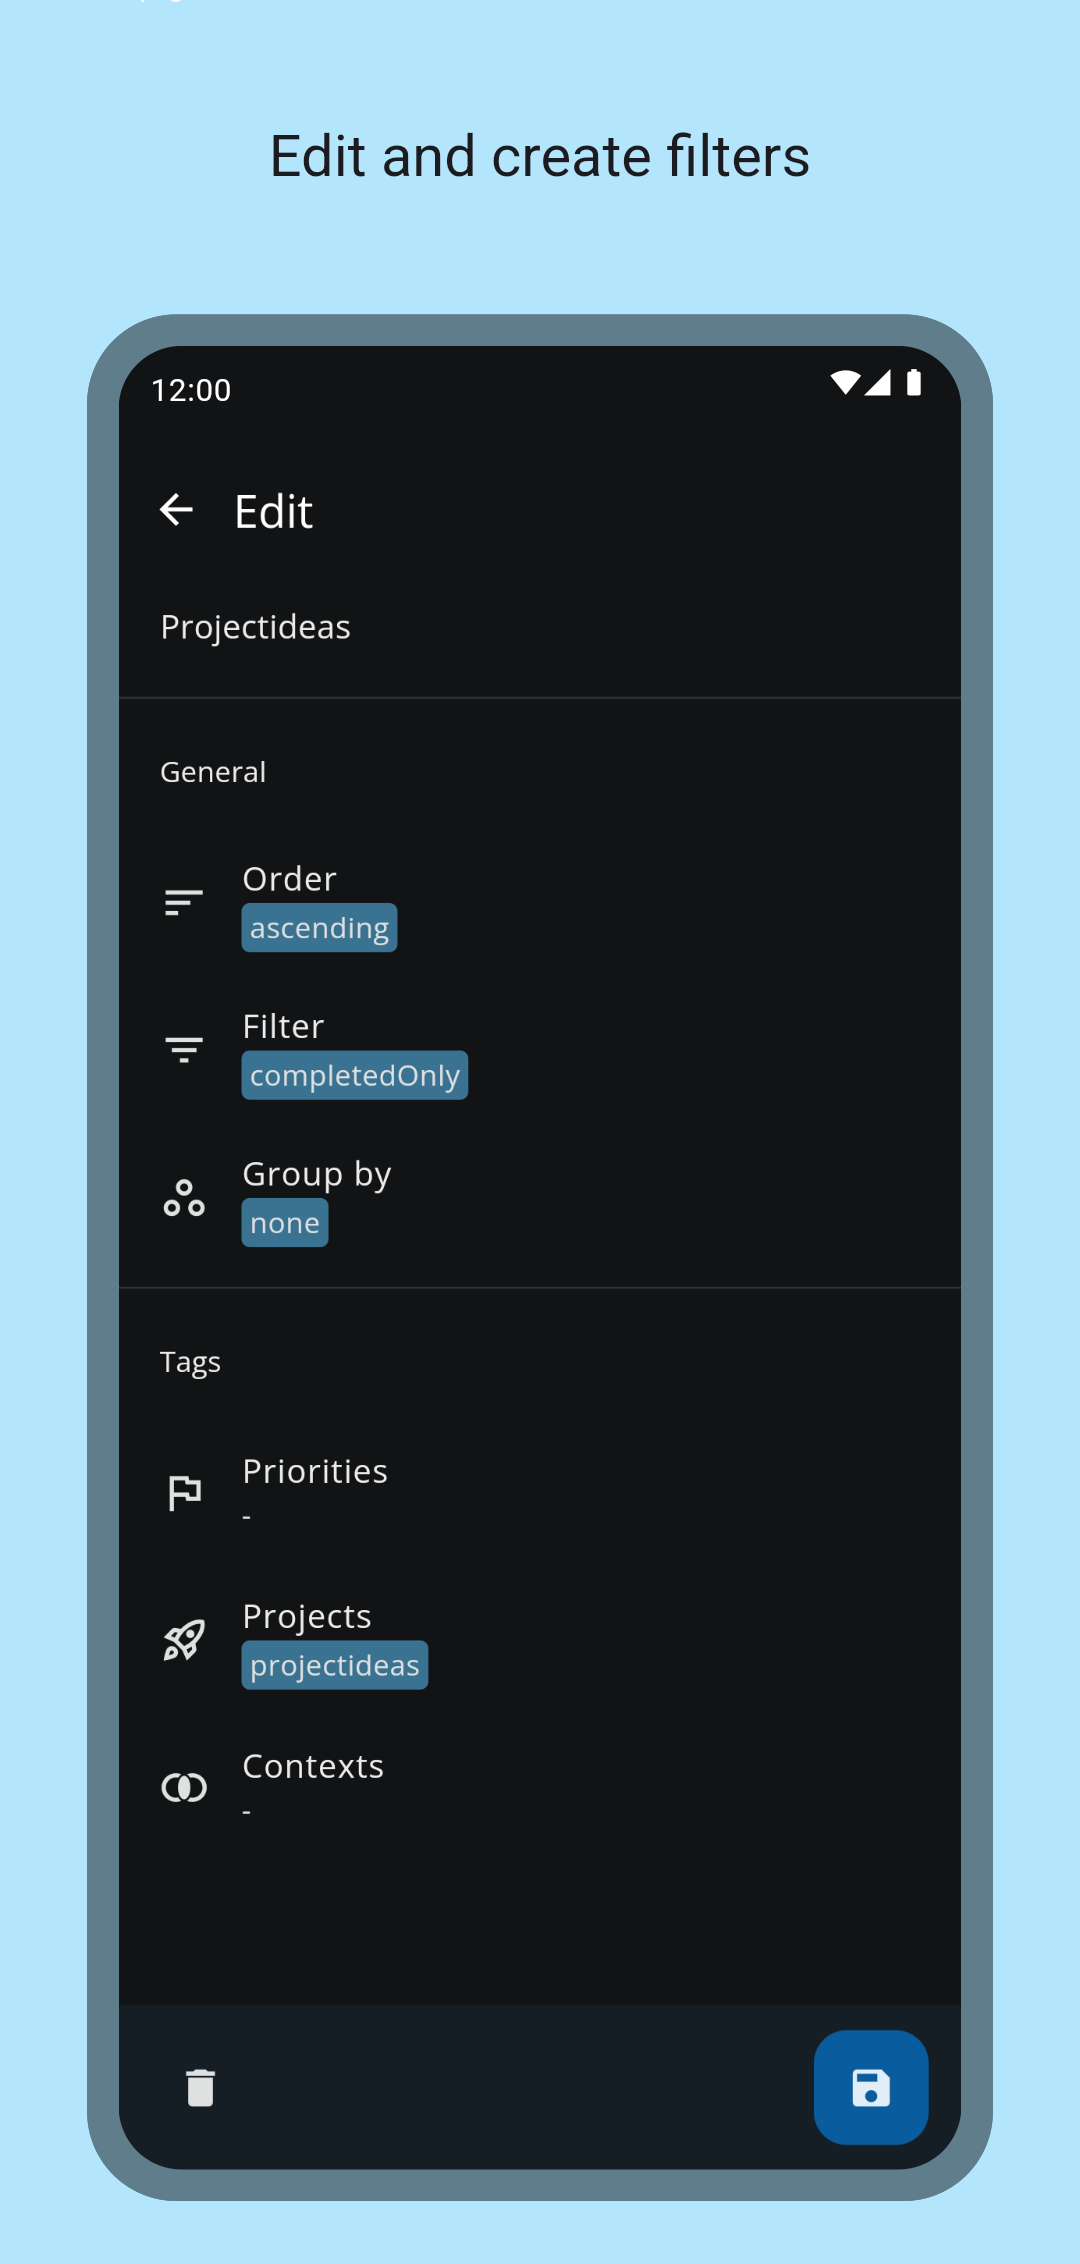 Edit and create filters
12:00
Edit
Projectideas
General
Order
ascending
Filter
completedOnly
Group by
none
Tags
Priorities
-
Projects
projectideas
Contexts
-